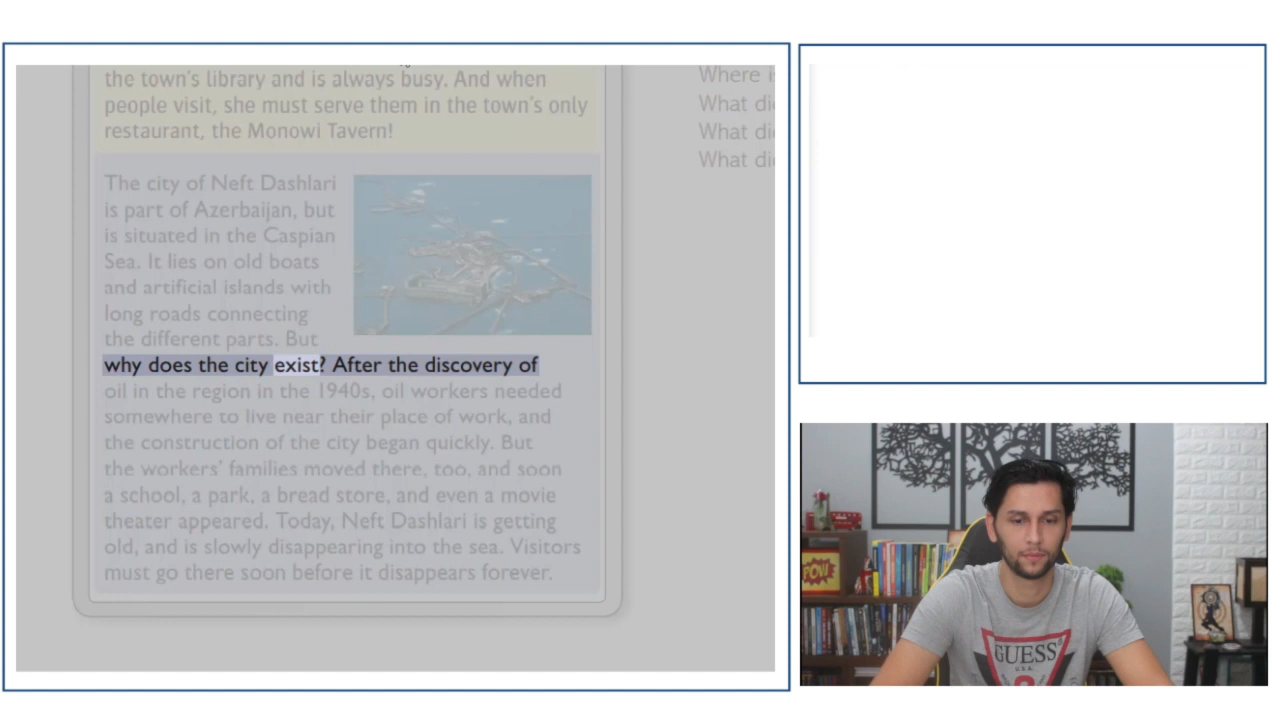 the town's library and is always busy. And when
people visit, she must serve them in the town's only
restaurant, the Monowi Tavern!
The city of Neft Dashlari
is part of Azerbaijan, but
is situated in the Caspian
Sea. It lies on old boats
and artificial islands with
long roads connecting
the different parts. But
why does the city exist? After the discovery of
oil in the region in the 1940s, oil workers needed
somewhere to live near their place of work, and
the construction of the city began quickly. But
the workers' families moved there, too, and soon
a school, a park, a bread store, and even a movie
theater appeared. Today, Neft Dashlari is getting
old, and is slowly disappearing into the sea. Visitors
must go there soon before it disappears forever.
Where
What
What
What
POW!
GUESS
U.S.A.